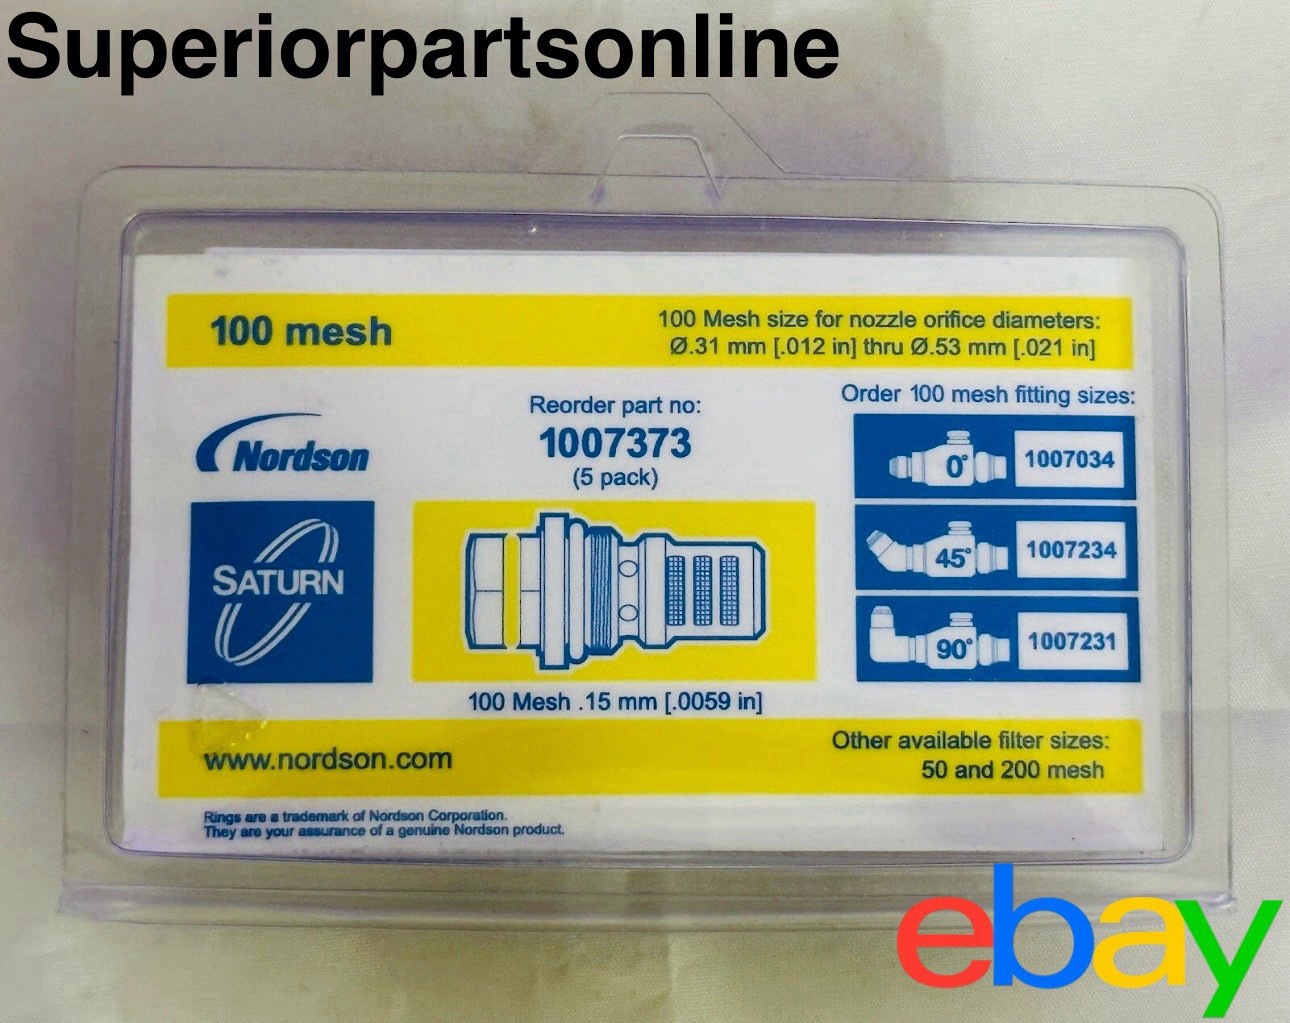 Superiorpartsonline
100 mesh
100 Mesh size for nozzle orifice diameters:
Ø.31 mm [.012 in] thru Ø.53 mm [.021 in]
Nordson
Reorder part no:
1007373
(5 pack)
Order 100 mesh fitting sizes:
0° 1007034
45° 1007234
90° 1007231
SATURN
100 Mesh .15 mm [.0059 in]
www.nordson.com
Other available filter sizes:
50 and 200 mesh
Rings are a trademark of Nordson Corporation.
They are your assurance of a genuine Nordson product.
ebay